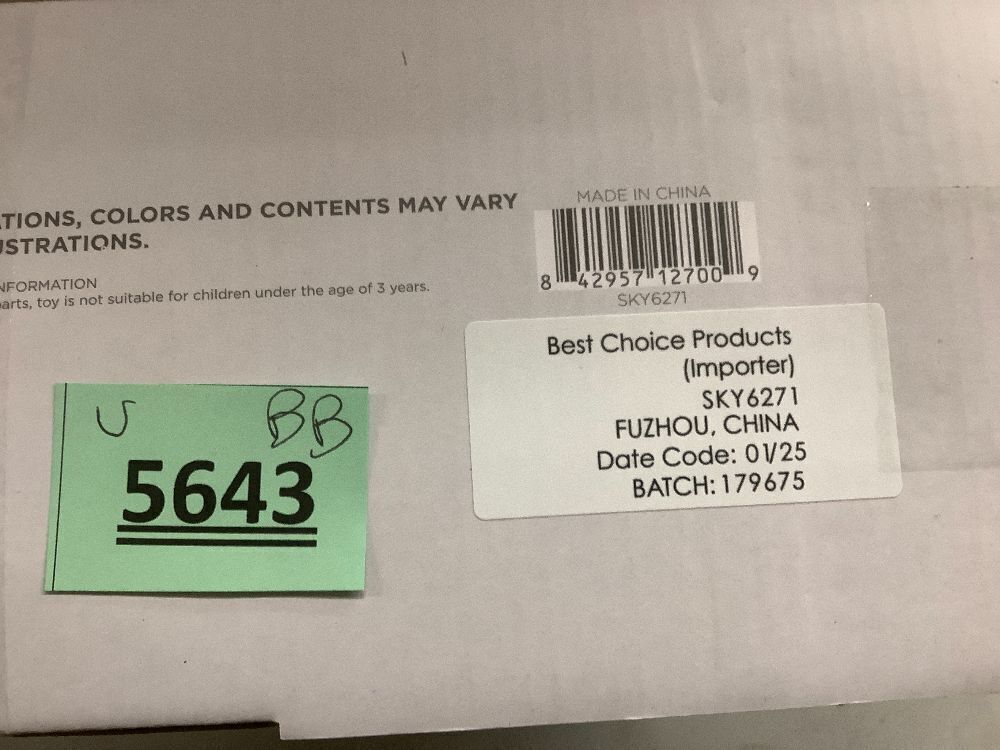 TIONS, COLORS AND CONTENTS MAY VARY
USTRATIONS.
NFORMATION
arts, toy is not suitable for children under the age of 3 years.
MADE IN CHINA
8 42957 12700 9
SKY6271
Best Choice Products
(Importer)
SKY6271
FUZHOU, CHINA
Date Code: 01/25
BATCH: 179675
U BB
5643